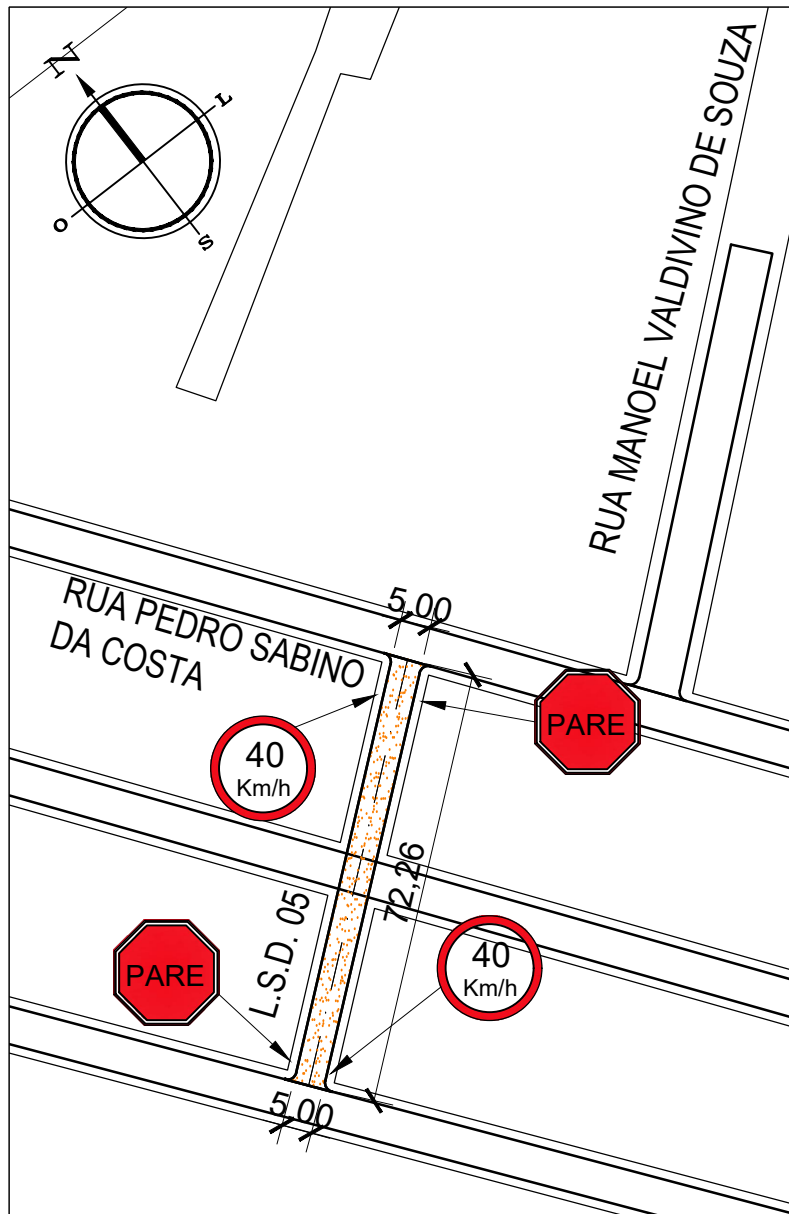 N
L
O
S
RUA MANOEL VALDIVINO DE SOUZA
5,00
RUA PEDRO SABINO
DA COSTA
PARE
40
Km/h
72,26
L.S.D. 05
PARE
40
Km/h
5,00